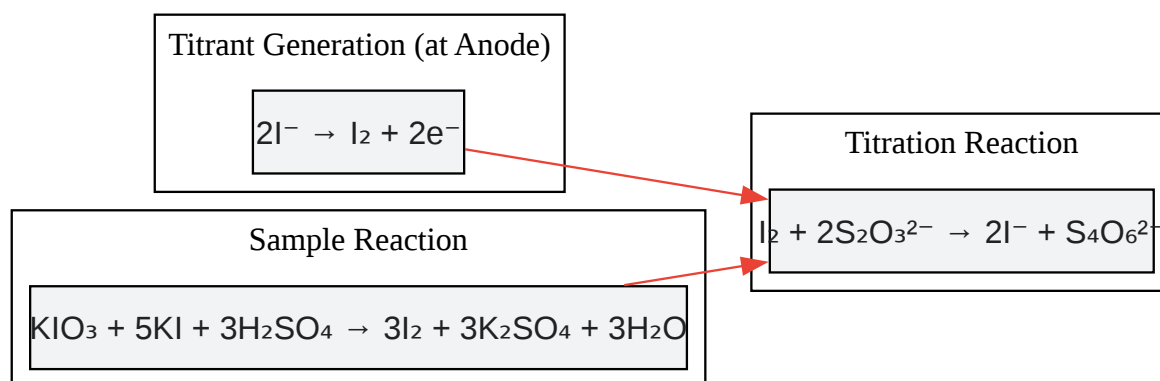 Titrant Generation (at Anode)
2I⁻ → I₂ + 2e⁻
Sample Reaction
KIO₃ + 5KI + 3H₂SO₄ → 3I₂ + 3K₂SO₄ + 3H₂O
Titration Reaction
I₂ + 2S₂O₃²⁻ → 2I⁻ + S₄O₆²⁻